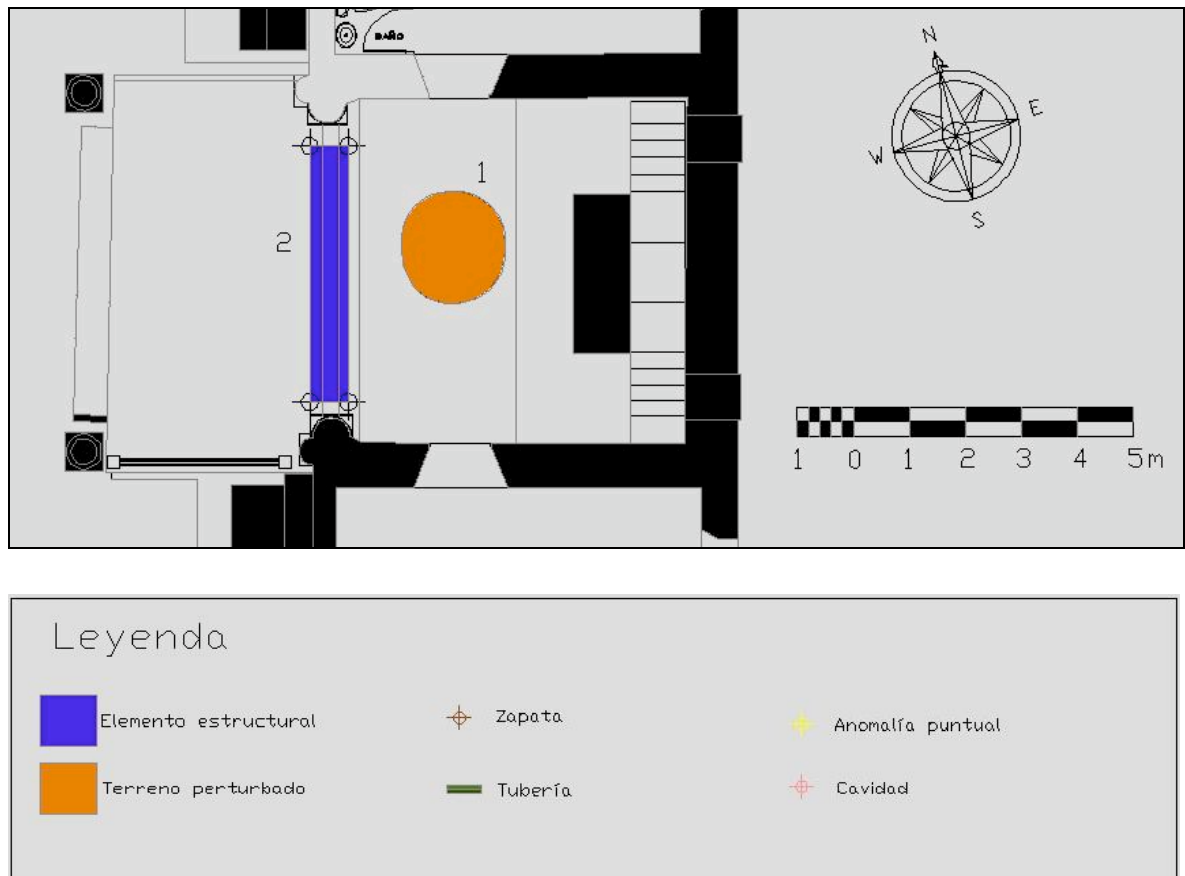 BAÑO
N
E
W
S
1
2
1 0 1 2 3 4 5m
Leyenda
Elemento estructural
Zapata
Anomalía puntual
Terreno perturbado
Tubería
Cavidad